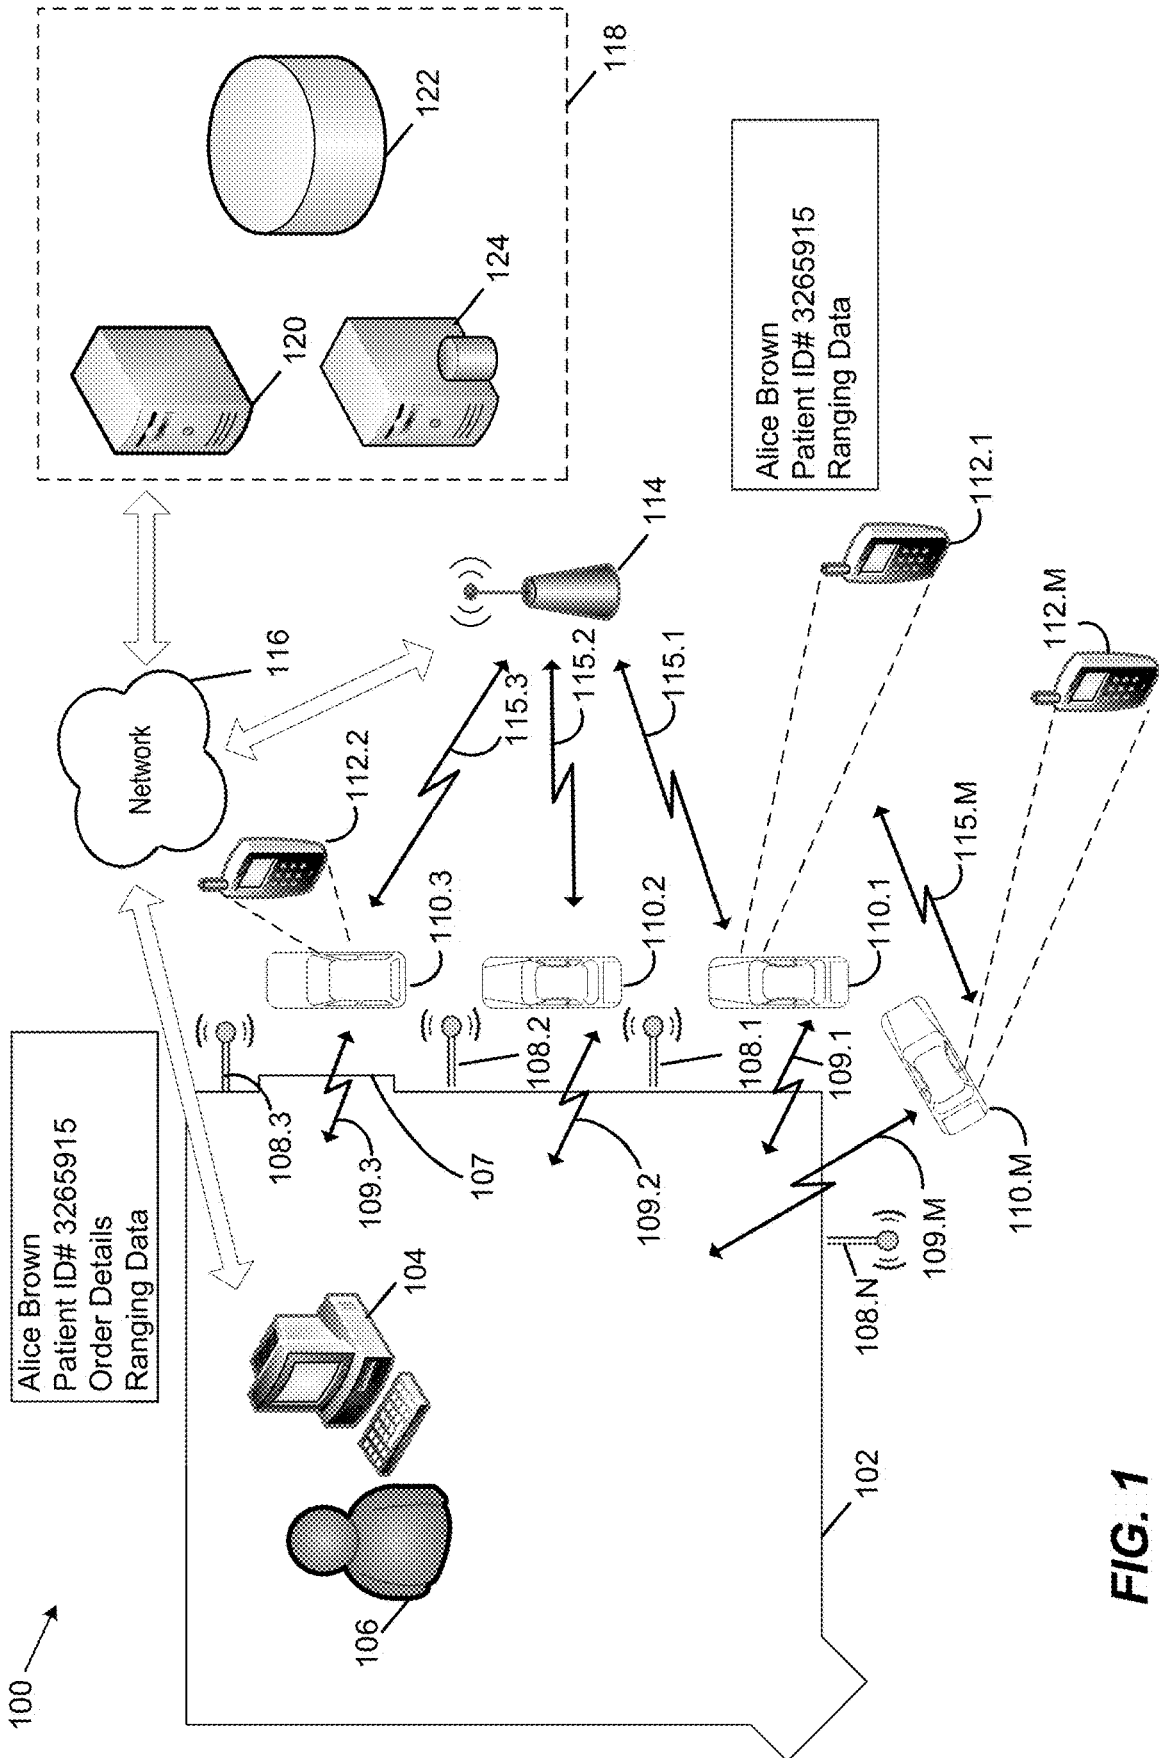 100
Alice Brown
Patient ID# 3265915
Order Details
Ranging Data
106
104
102
107
108.3
109.3
108.2
109.2
108.1
109.1
108.N
109.M
110.M
110.3
110.2
110.1
112.2
Network
116
115.3
115.2
115.1
115.M
114
112.M
112.1
Alice Brown
Patient ID# 3265915
Ranging Data
120
124
122
118
FIG. 1